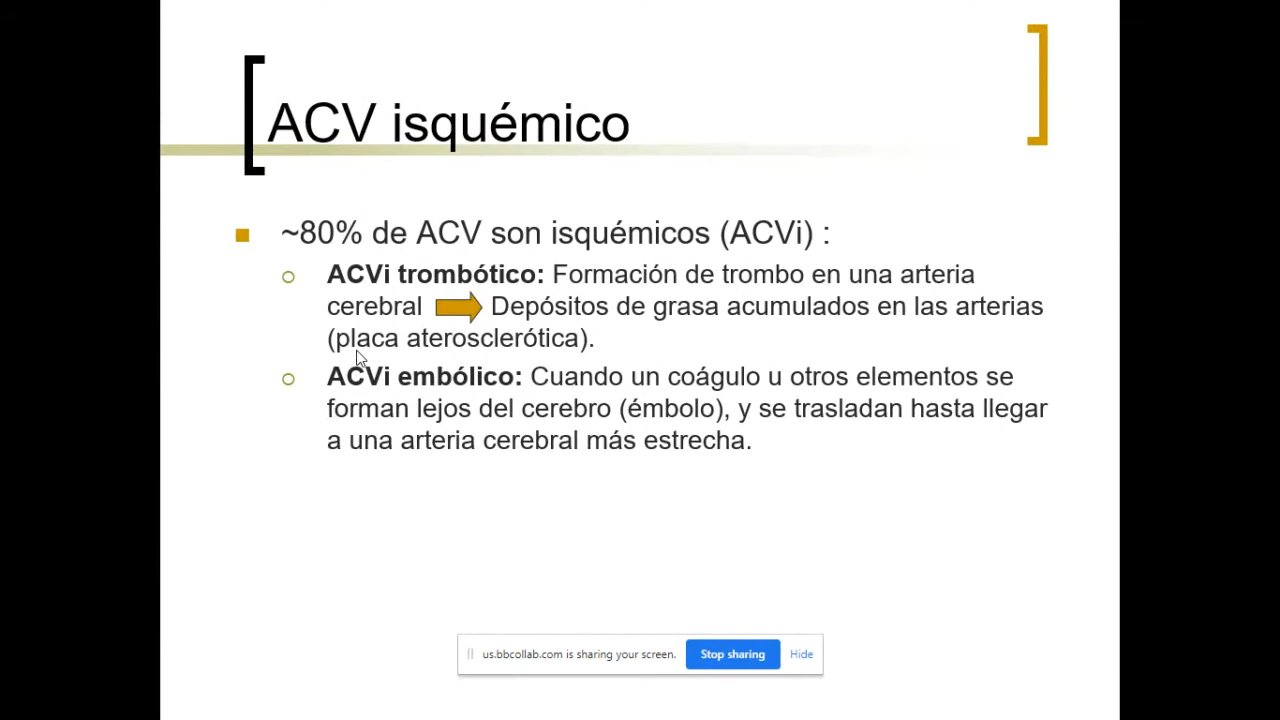 ACV isquémico
~80% de ACV son isquémicos (ACVi) :
ACVi trombótico: Formación de trombo en una arteria
cerebral Depósitos de grasa acumulados en las arterias
(placa aterosclerótica).
ACVi embólico: Cuando un coágulo u otros elementos se
forman lejos del cerebro (émbolo), y se trasladan hasta llegar
a una arteria cerebral más estrecha.
us.bbcollab.com is sharing your screen. Stop sharing Hide